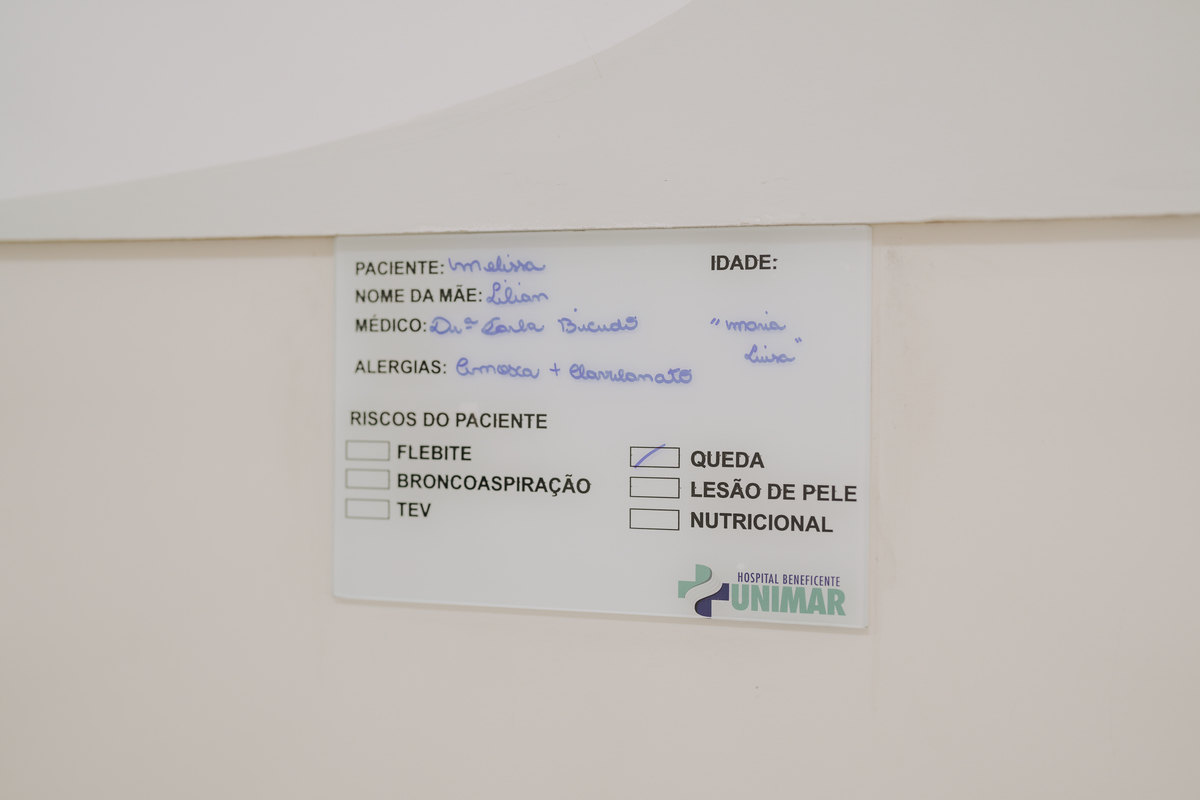 PACIENTE: Melissa
IDADE:
NOME DA MÃE: Lilian
MÉDICO: Drª Carla Bicudo
"Maria
Luisa"
ALERGIAS: Amoxa + Clavulanato
RISCOS DO PACIENTE
FLEBITE
BRONCOASPIRAÇÃO
TEV
QUEDA
LESÃO DE PELE
NUTRICIONAL
HOSPITAL BENEFICENTE
UNIMAR